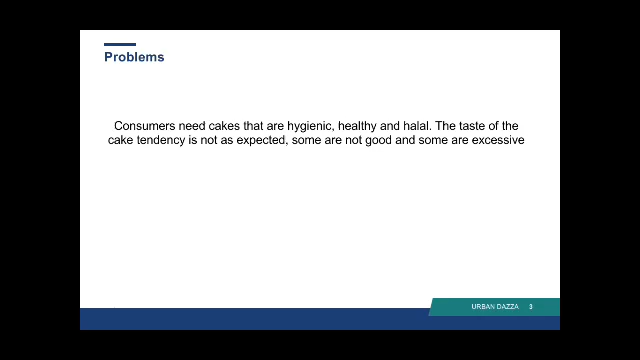 Problems
Consumers need cakes that are hygienic, healthy and halal. The taste of the
cake tendency is not as expected, some are not good and some are excessive
URBAN DAZZA 3